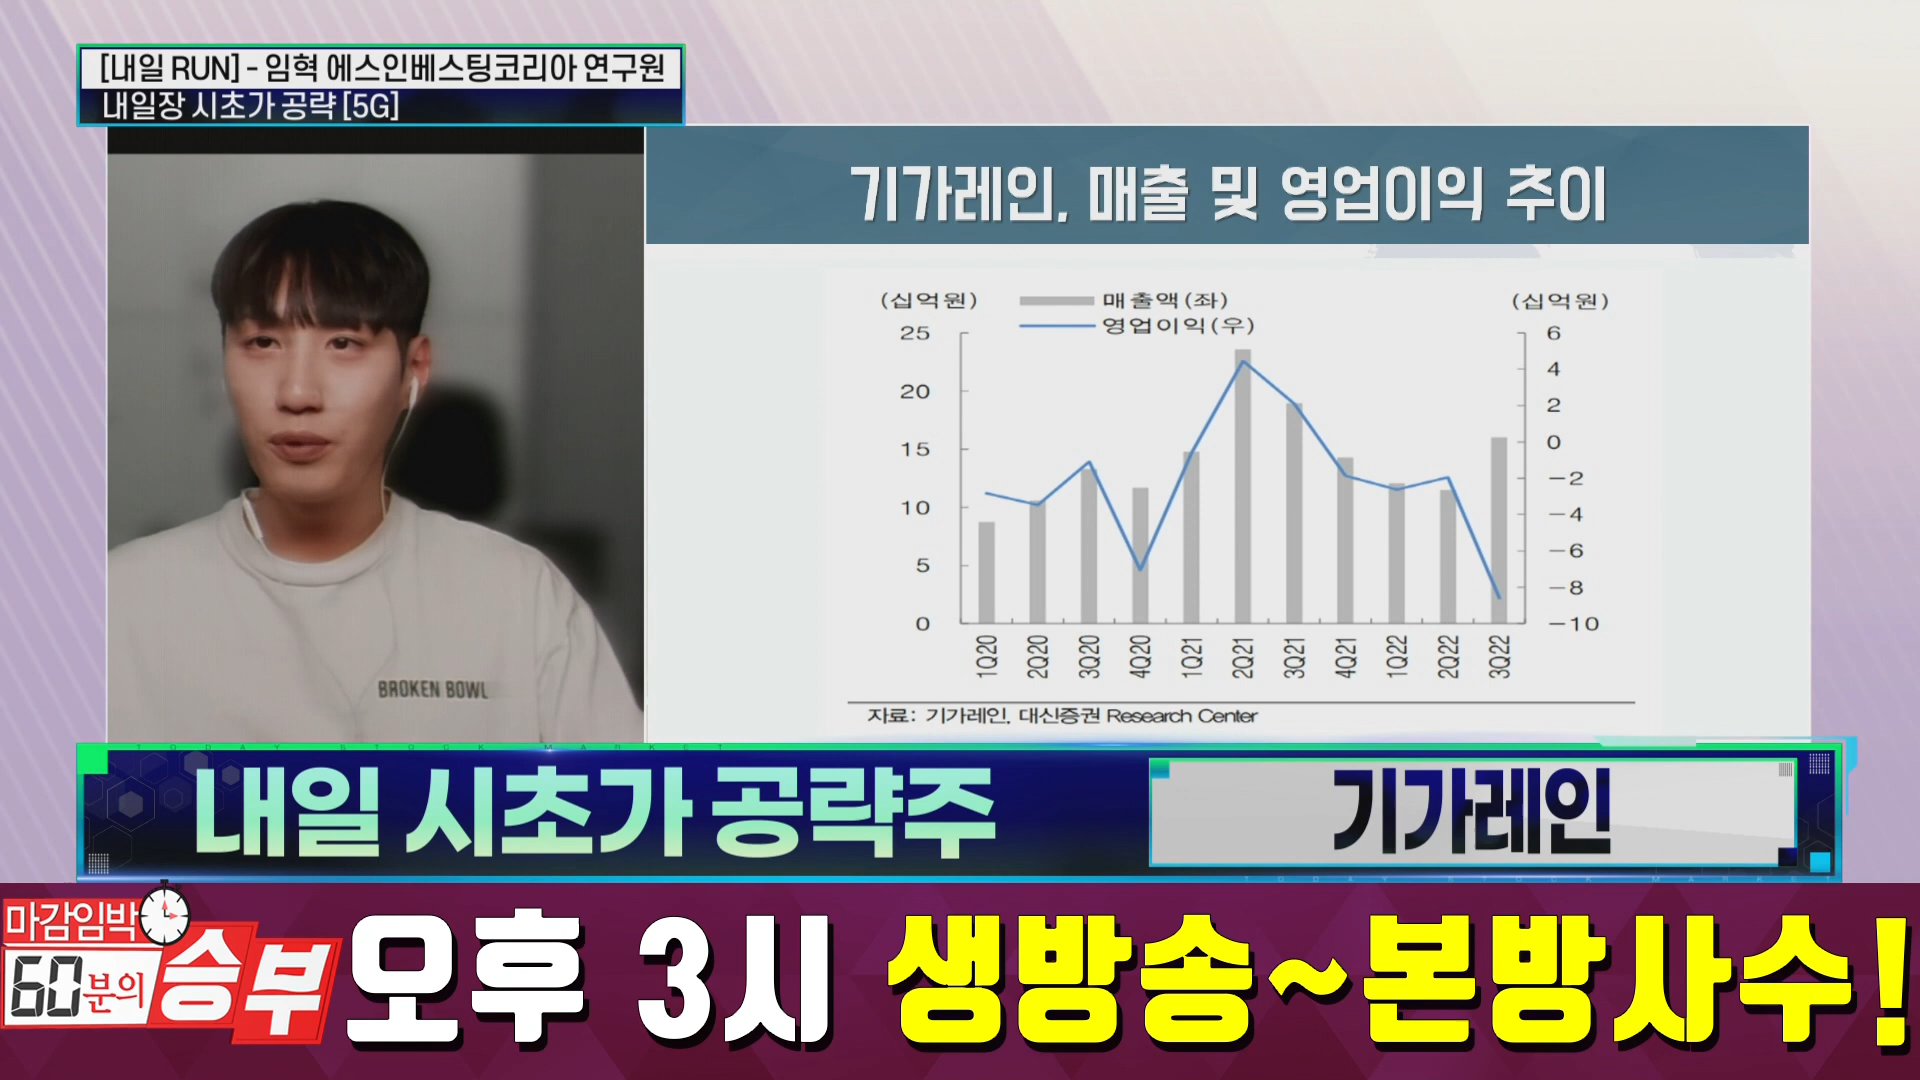 [내일 RUN] - 임혁 에스인베스팅코리아 연구원
내일장 시초가 공략 [5G]
기가레인, 매출 및 영업이익 추이
(십억원)
매출액(좌)
영업이익(우)
(십억원)
25
20
15
10
5
0
6
4
2
0
-2
-4
-6
-8
-10
1Q20 2Q20 3Q20 4Q20 1Q21 2Q21 3Q21 4Q21 1Q22 2Q22 3Q22
자료: 기가레인, 대신증권 Research Center
BROKEN BOWL
TODAY STOCK MARKET
내일 시초가 공략주
기가레인
TODAY STOCK MARKET
마감임박
60분의 승부
오후 3시 생방송~본방사수!